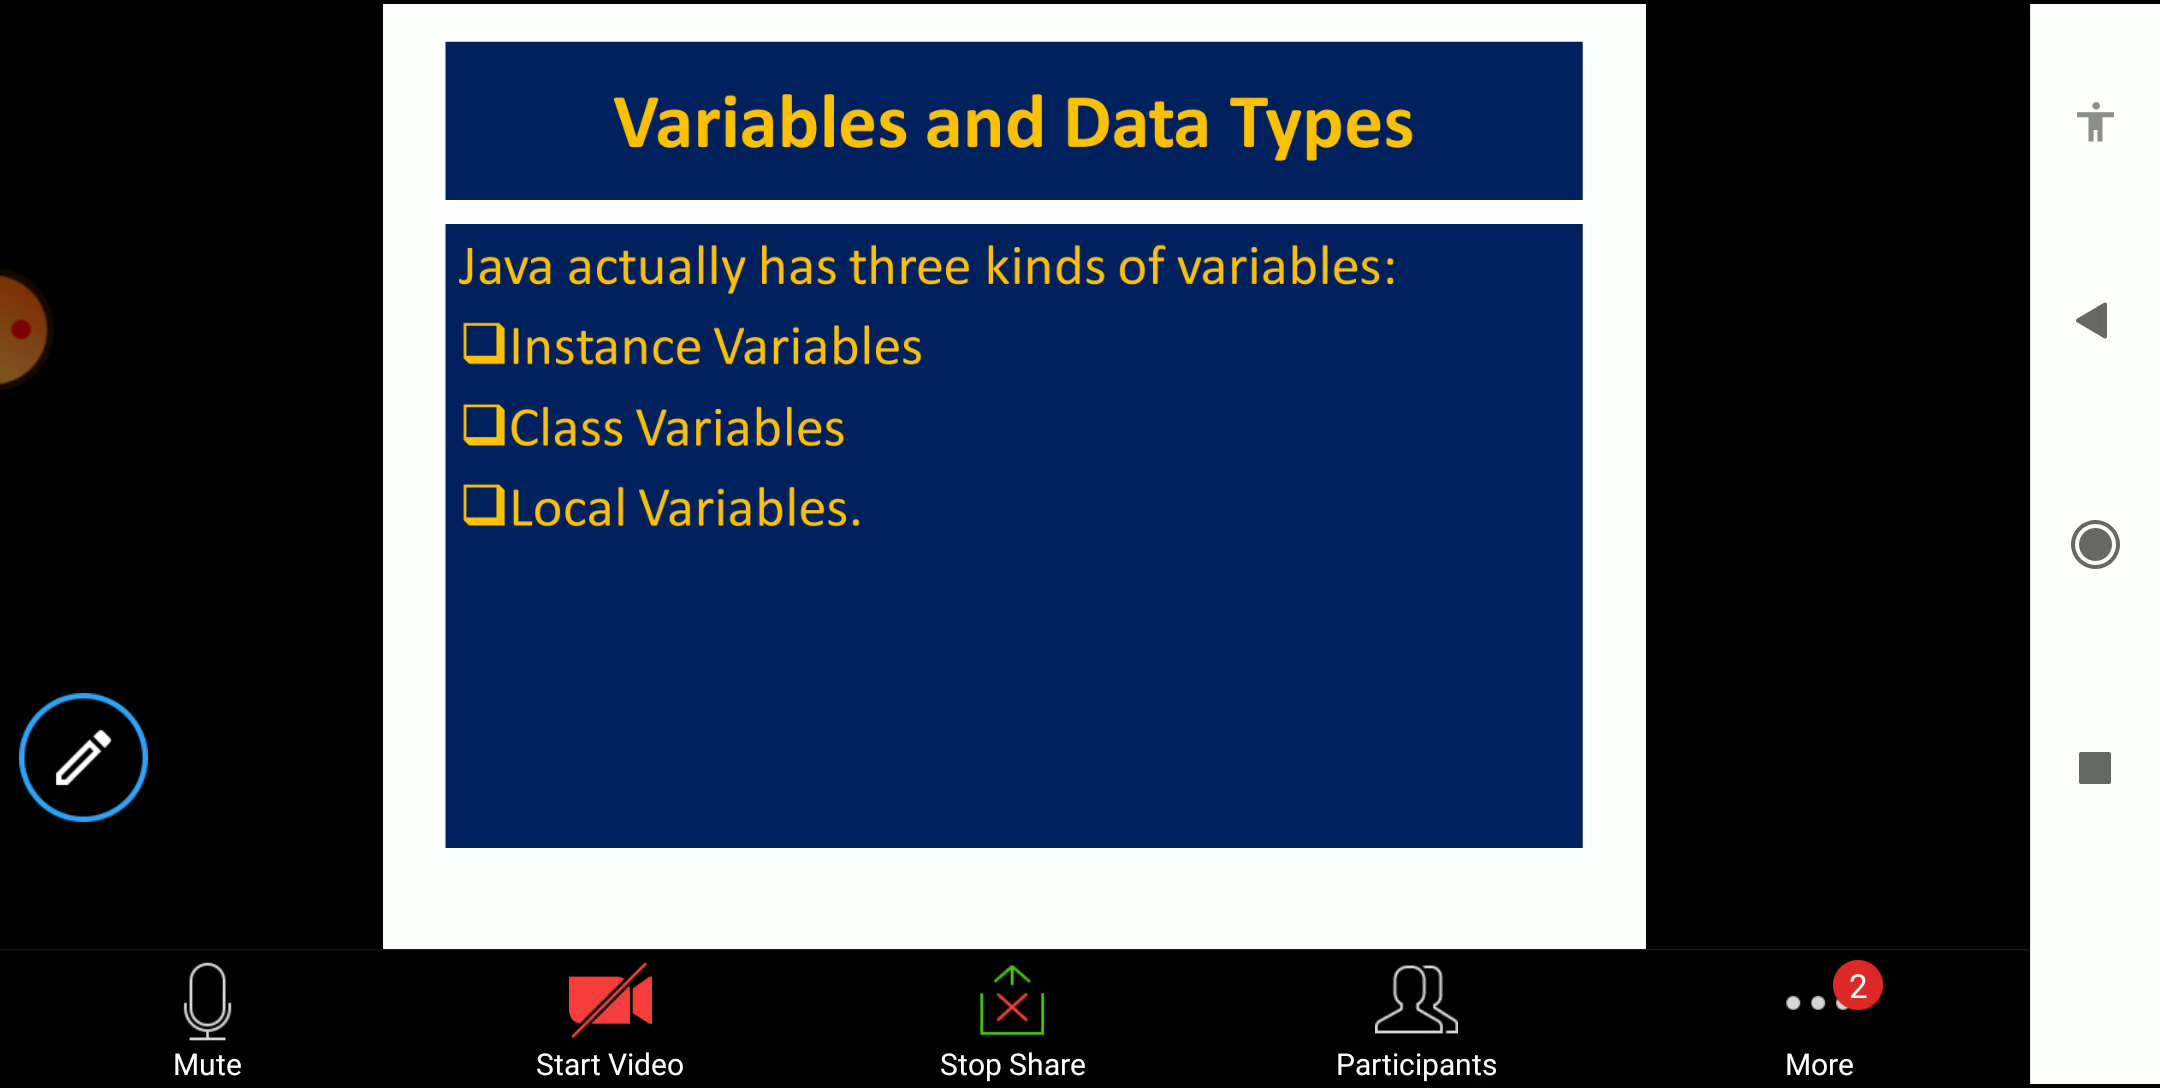 Variables and Data Types
Java actually has three kinds of variables:
❑Instance Variables
❑Class Variables
❑Local Variables.
2
Mute
Start Video
Stop Share
Participants
More